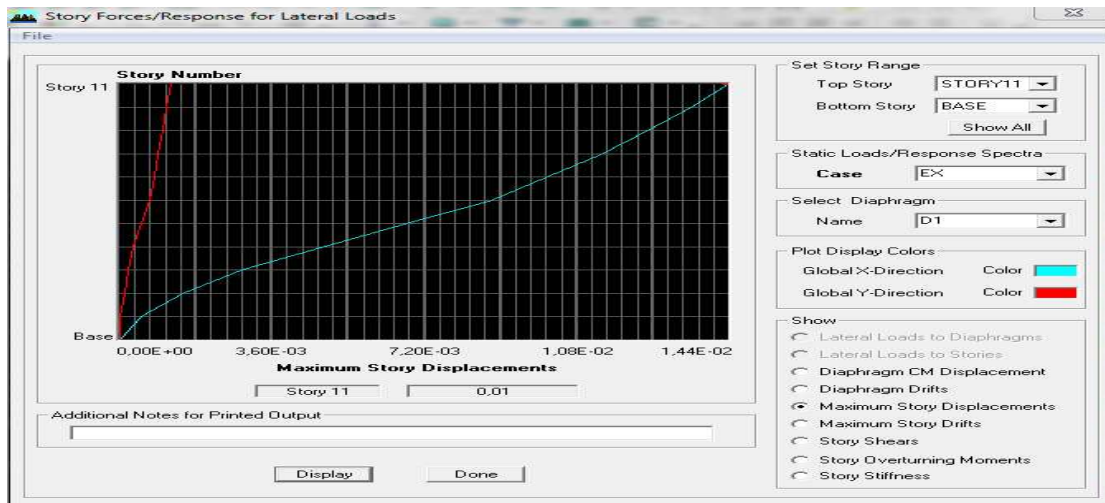 Story Forces/Response for Lateral Loads
File
Story Number
Story 11
Base
0,00E+00 3,60E-03 7,20E-03 1,08E-02 1,44E-02
Maximum Story Displacements
Story 11 0,01
Additional Notes for Printed Output
Display Done
Set Story Range
Top Story STORY11
Bottom Story BASE
Show All
Static Loads/Response Spectra
Case EX
Select Diaphragm
Name D1
Plot Display Colors
Global X-Direction Color
Global Y-Direction Color
Show
Lateral Loads to Diaphragms
Lateral Loads to Stories
Diaphragm CM Displacement
Diaphragm Drifts
Maximum Story Displacements
Maximum Story Drifts
Story Shears
Story Overturning Moments
Story Stiffness